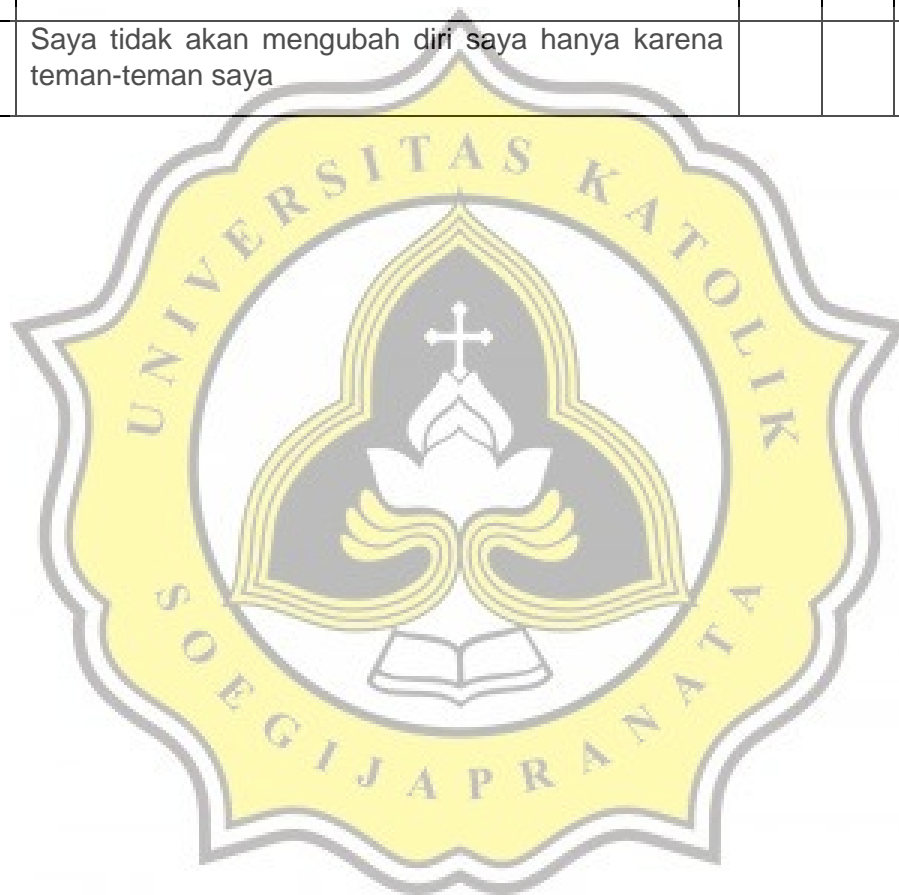 Saya tidak akan mengubah diri saya hanya karena
teman-teman saya
UNIVERSITAS KATOLIK
SOEGIJAPRANATA